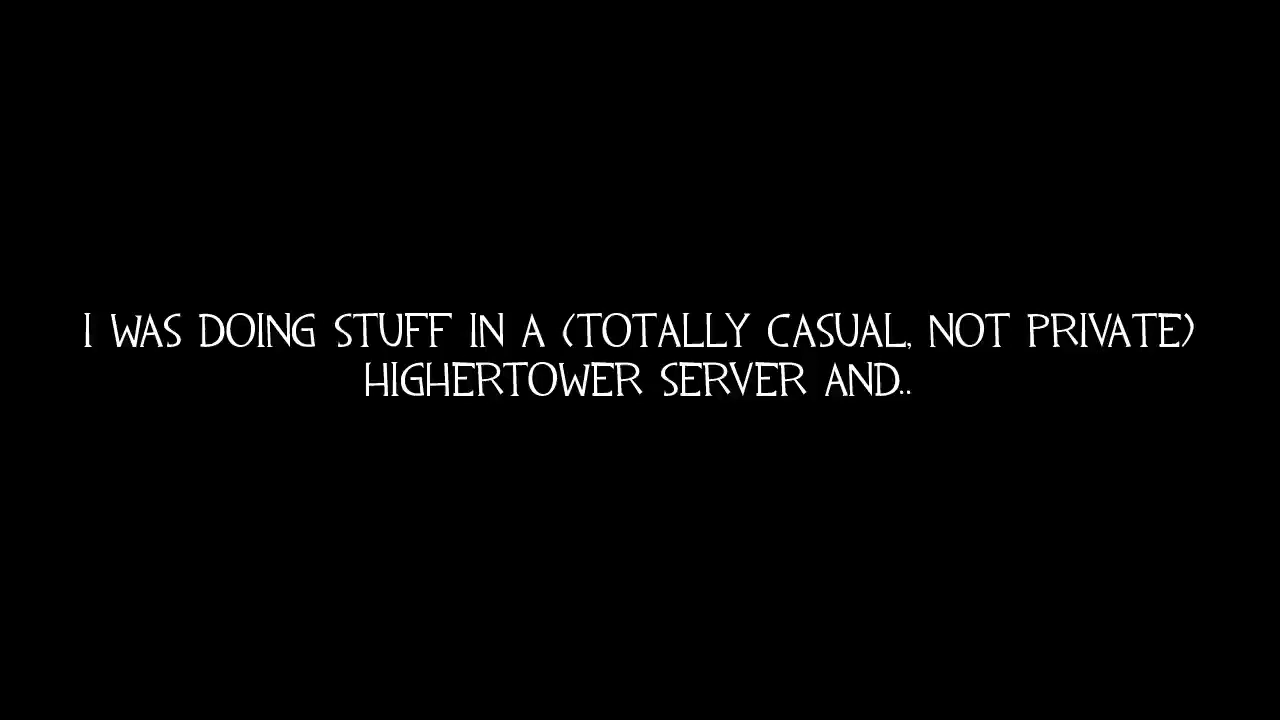 I WAS DOING STUFF IN A (TOTALLY CASUAL, NOT PRIVATE)
HIGHERTOWER SERVER AND..